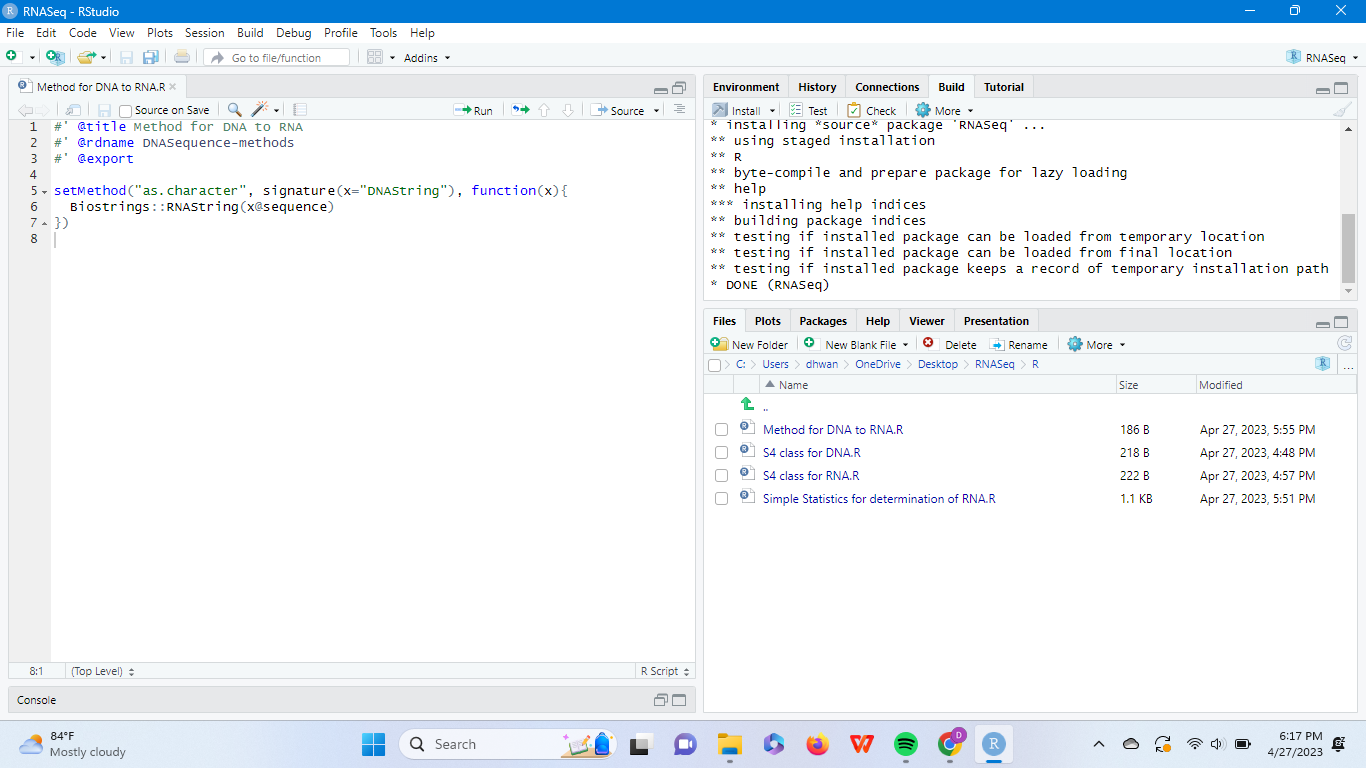 RNASeq - RStudio
File Edit Code View Plots Session Build Debug Profile Tools Help
Go to file/function Addins RNASeq
Method for DNA to RNA.R
Source on Save Run Source
1 #' @title Method for DNA to RNA
2 #' @rdname DNASequence-methods
3 #' @export
4
5 setMethod("as.character", signature(x="DNAString"), function(x){
6 Biostrings::RNAString(x@sequence)
7 })
8
8:1 (Top Level) R Script
Console
Environment History Connections Build Tutorial
Install Test Check More
* installing *source* package 'RNASeq' ...
** using staged installation
** R
** byte-compile and prepare package for lazy loading
** help
*** installing help indices
** building package indices
** testing if installed package can be loaded from temporary location
** testing if installed package can be loaded from final location
** testing if installed package keeps a record of temporary installation path
* DONE (RNASeq)
Files Plots Packages Help Viewer Presentation
New Folder New Blank File Delete Rename More
C: Users dhwan OneDrive Desktop RNASeq R ...
Name Size Modified
..
Method for DNA to RNA.R 186 B Apr 27, 2023, 5:55 PM
S4 class for DNA.R 218 B Apr 27, 2023, 4:48 PM
S4 class for RNA.R 222 B Apr 27, 2023, 4:57 PM
Simple Statistics for determination of RNA.R 1.1 KB Apr 27, 2023, 5:51 PM
84°F
Mostly cloudy
Search
D
R
6:17 PM
4/27/2023